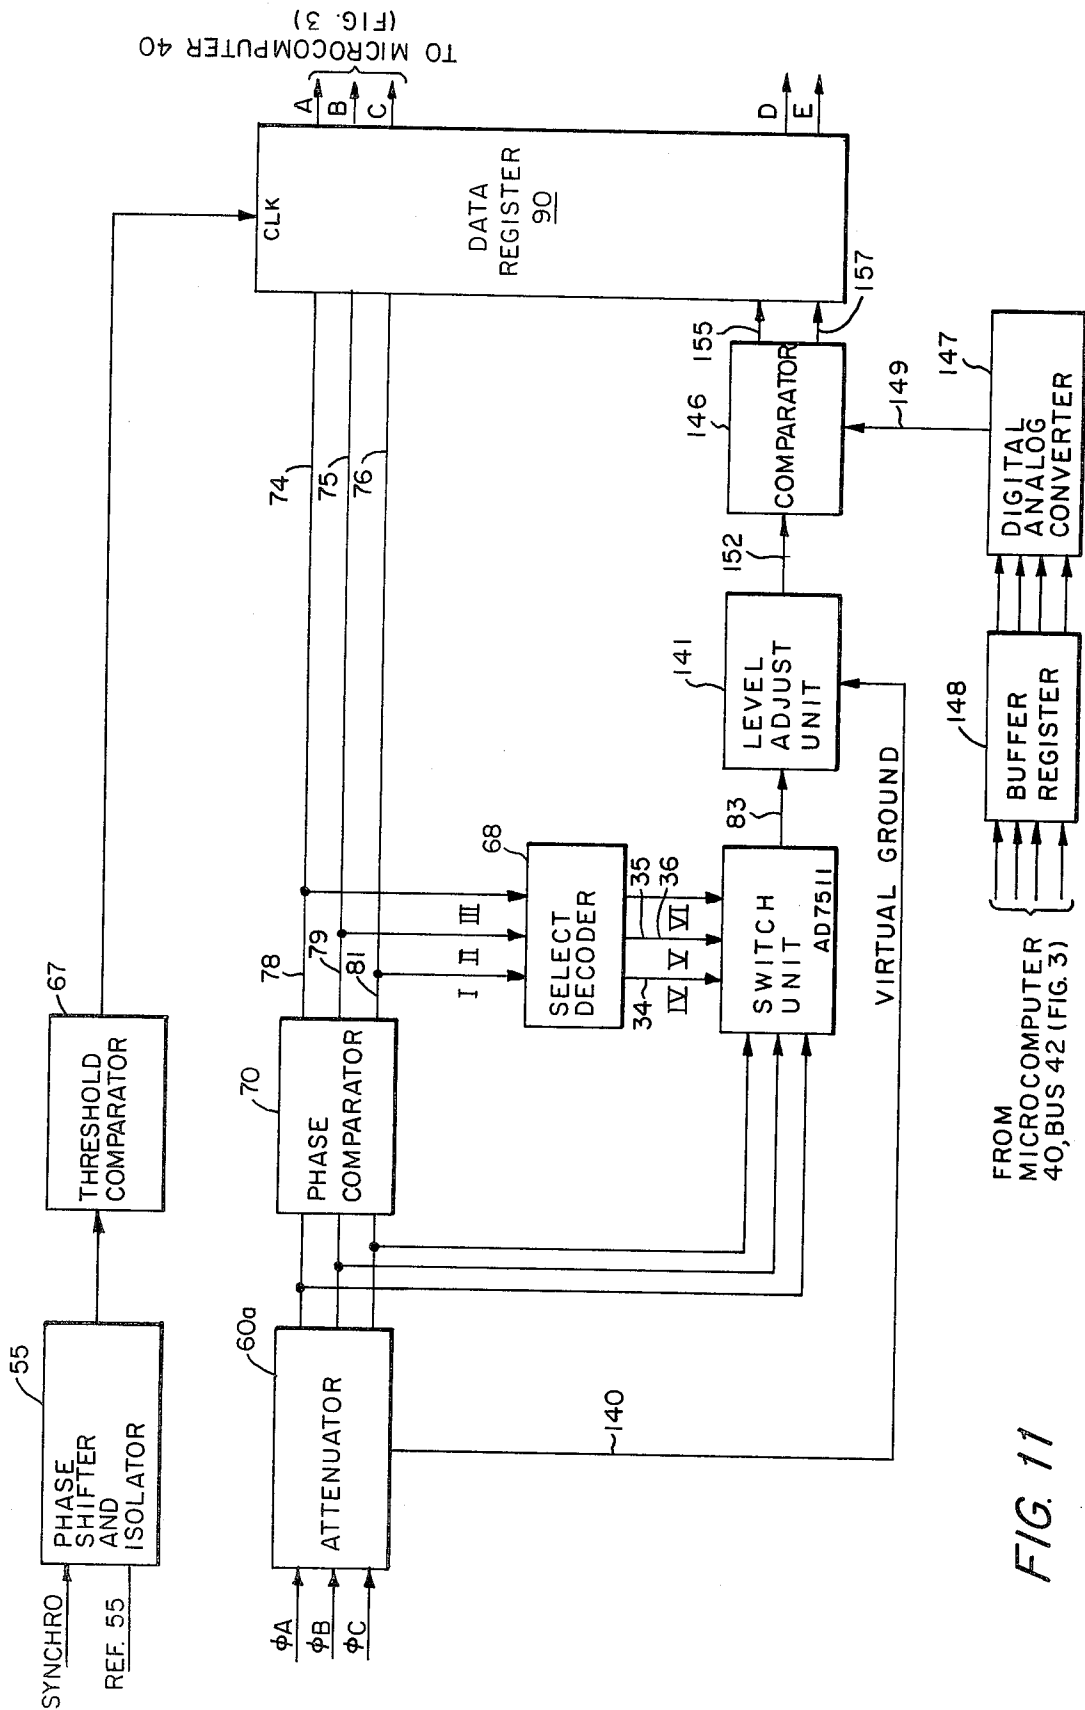 SYNCHRO
REF. 55
PHASE
SHIFTER
AND
ISOLATOR
55
THRESHOLD
COMPARATOR
67
ΦA
ΦB
ΦC
ATTENUATOR
60a
PHASE
COMPARATOR
70
78
79
81
74
75
76
CLK
DATA
REGISTER
90
A
B
C
TO MICROCOMPUTER 40
(FIG. 3)
D
E
I
II
III
SELECT
DECODER
68
34
35
36
IV
V
VI
SWITCH
UNIT
AD7511
83
LEVEL
ADJUST
UNIT
141
152
COMPARATOR
146
155
157
149
140
VIRTUAL GROUND
FROM
MICROCOMPUTER
40, BUS 42 (FIG. 3)
BUFFER
REGISTER
148
DIGITAL
ANALOG
CONVERTER
147
FIG. 11